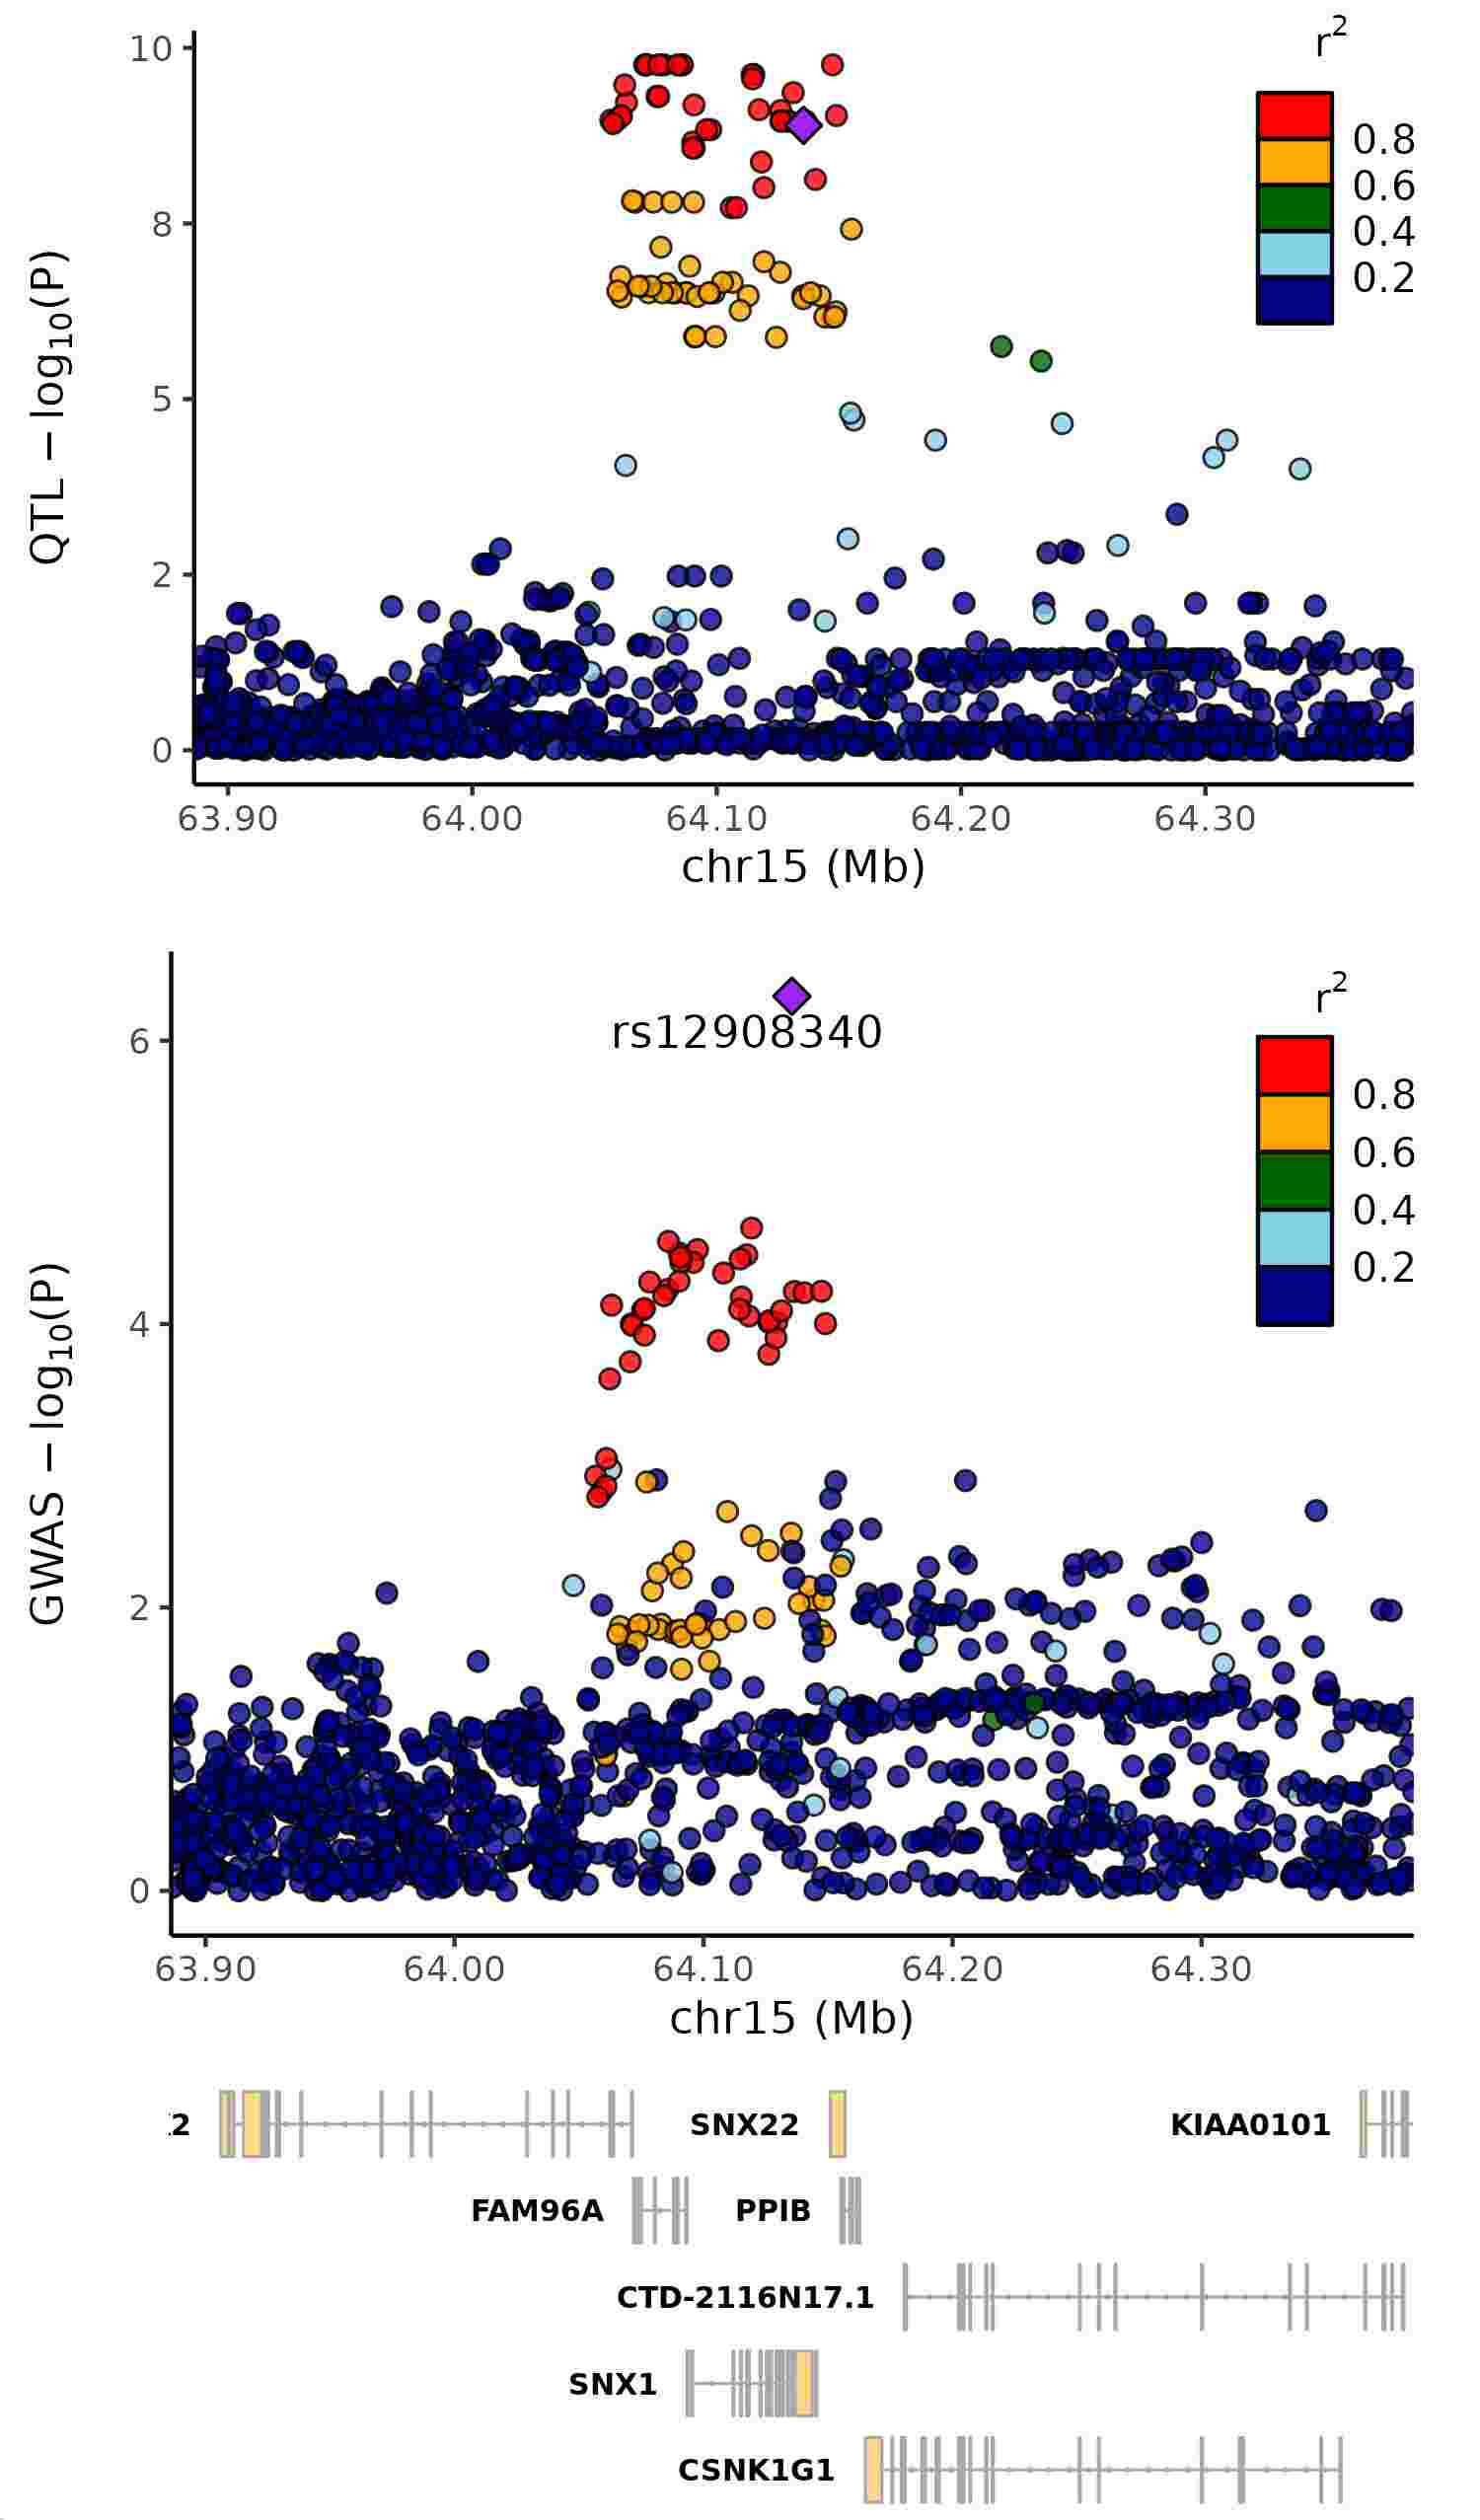 r²
10
8
5
2
0
QTL −log₁₀(P)
0.8
0.6
0.4
0.2
63.90 64.00 64.10 64.20 64.30
chr15 (Mb)
r²
rs12908340
6
4
2
0
GWAS −log₁₀(P)
0.8
0.6
0.4
0.2
63.90 64.00 64.10 64.20 64.30
chr15 (Mb)
2 SNX22 KIAA0101
FAM96A PPIB
CTD-2116N17.1
SNX1
CSNK1G1